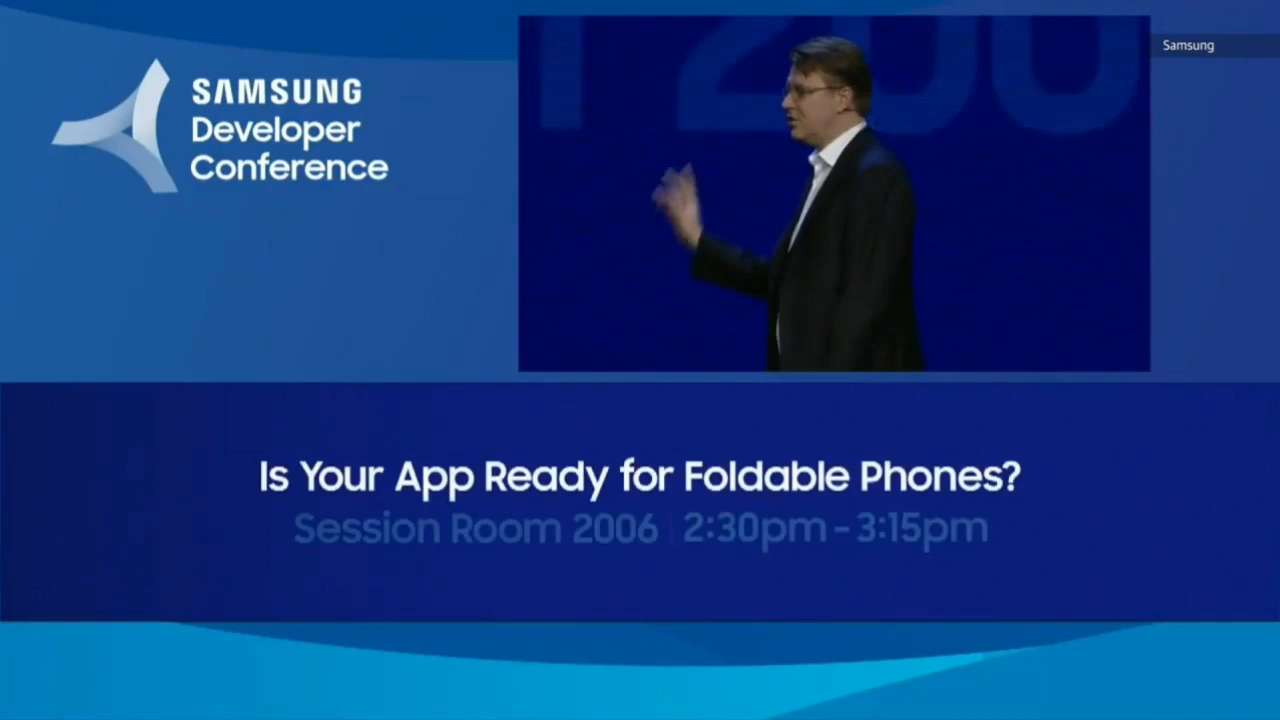 SAMSUNG
Developer
Conference
Samsung
Is Your App Ready for Foldable Phones?
Session Room 2006 | 2:30pm - 3:15pm